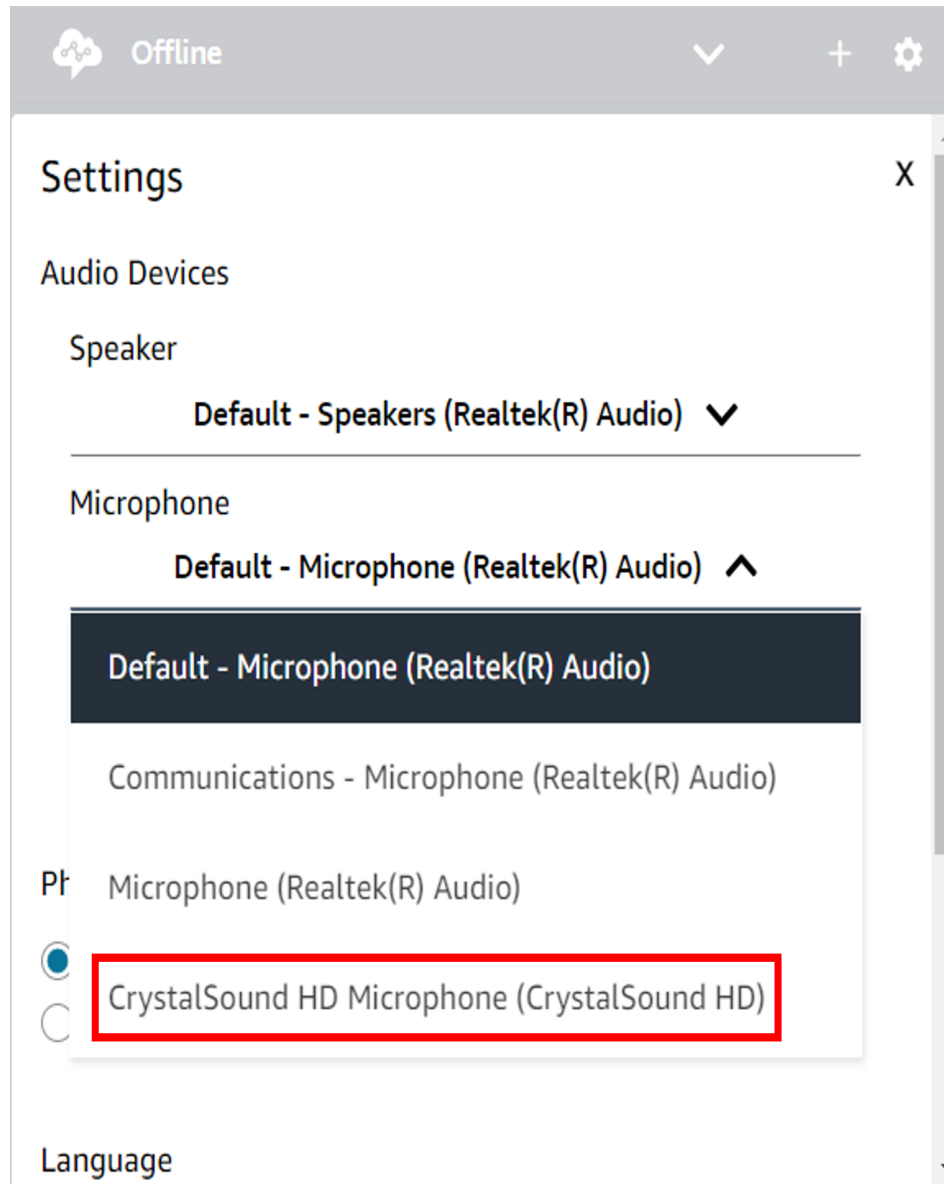 Offline
Settings
X
Audio Devices
Speaker
Default - Speakers (Realtek(R) Audio)
Microphone
Default - Microphone (Realtek(R) Audio)
Default - Microphone (Realtek(R) Audio)
Communications - Microphone (Realtek(R) Audio)
Microphone (Realtek(R) Audio)
CrystalSound HD Microphone (CrystalSound HD)
Language